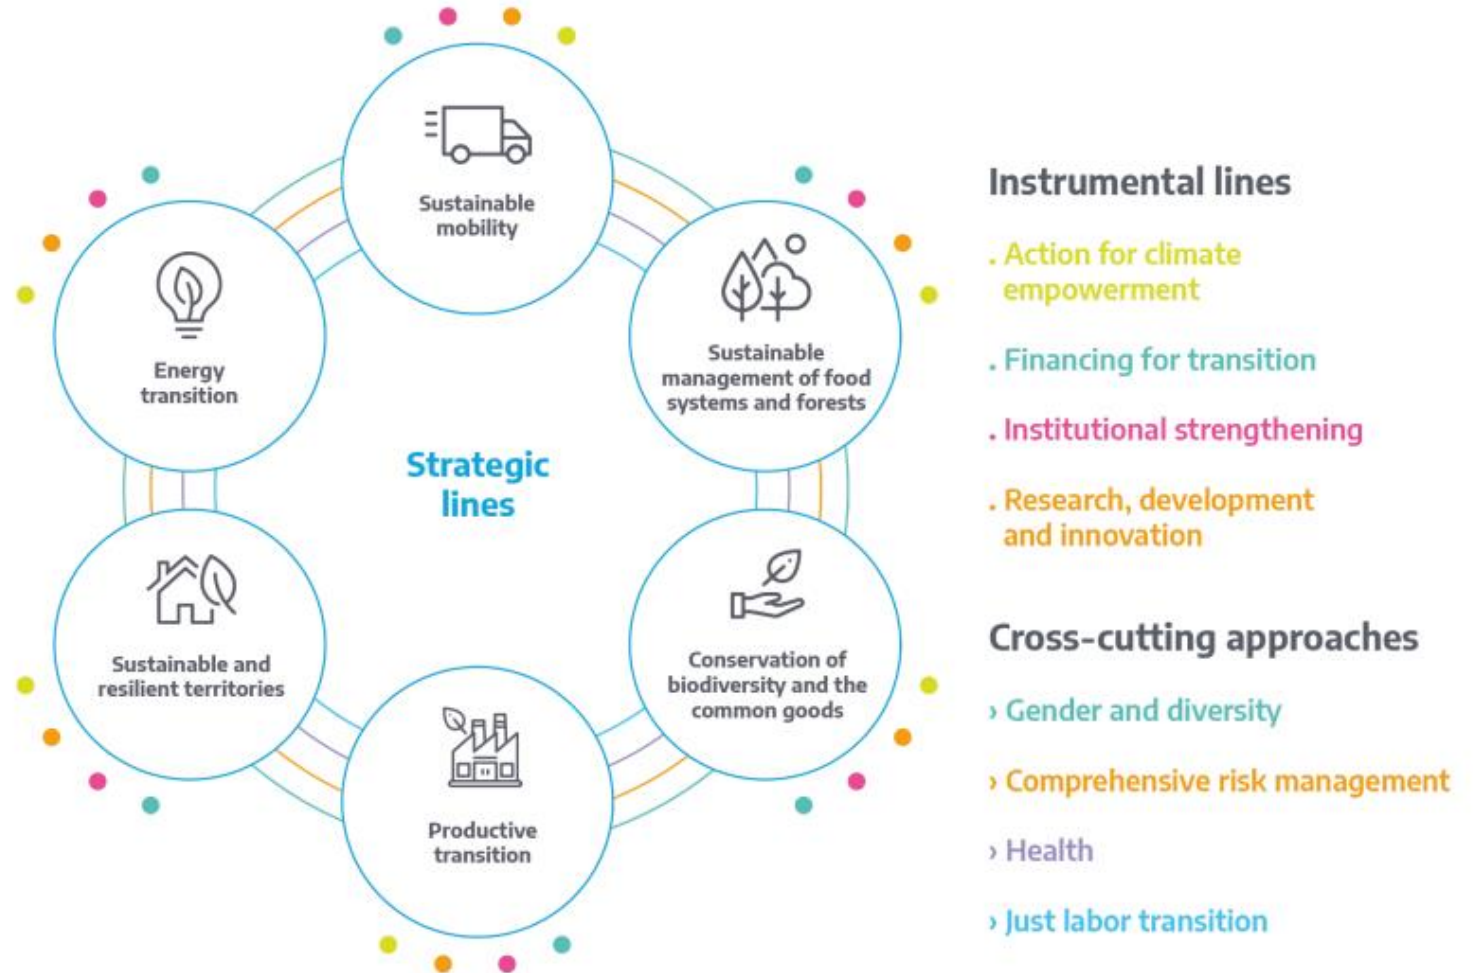 Sustainable
mobility
Energy
transition
Sustainable
management of food
systems and forests
Strategic
lines
Sustainable and
resilient territories
Conservation of
biodiversity and the
common goods
Productive
transition
Instrumental lines
. Action for climate
empowerment
. Financing for transition
. Institutional strengthening
. Research, development
and innovation
Cross-cutting approaches
› Gender and diversity
› Comprehensive risk management
› Health
› Just labor transition